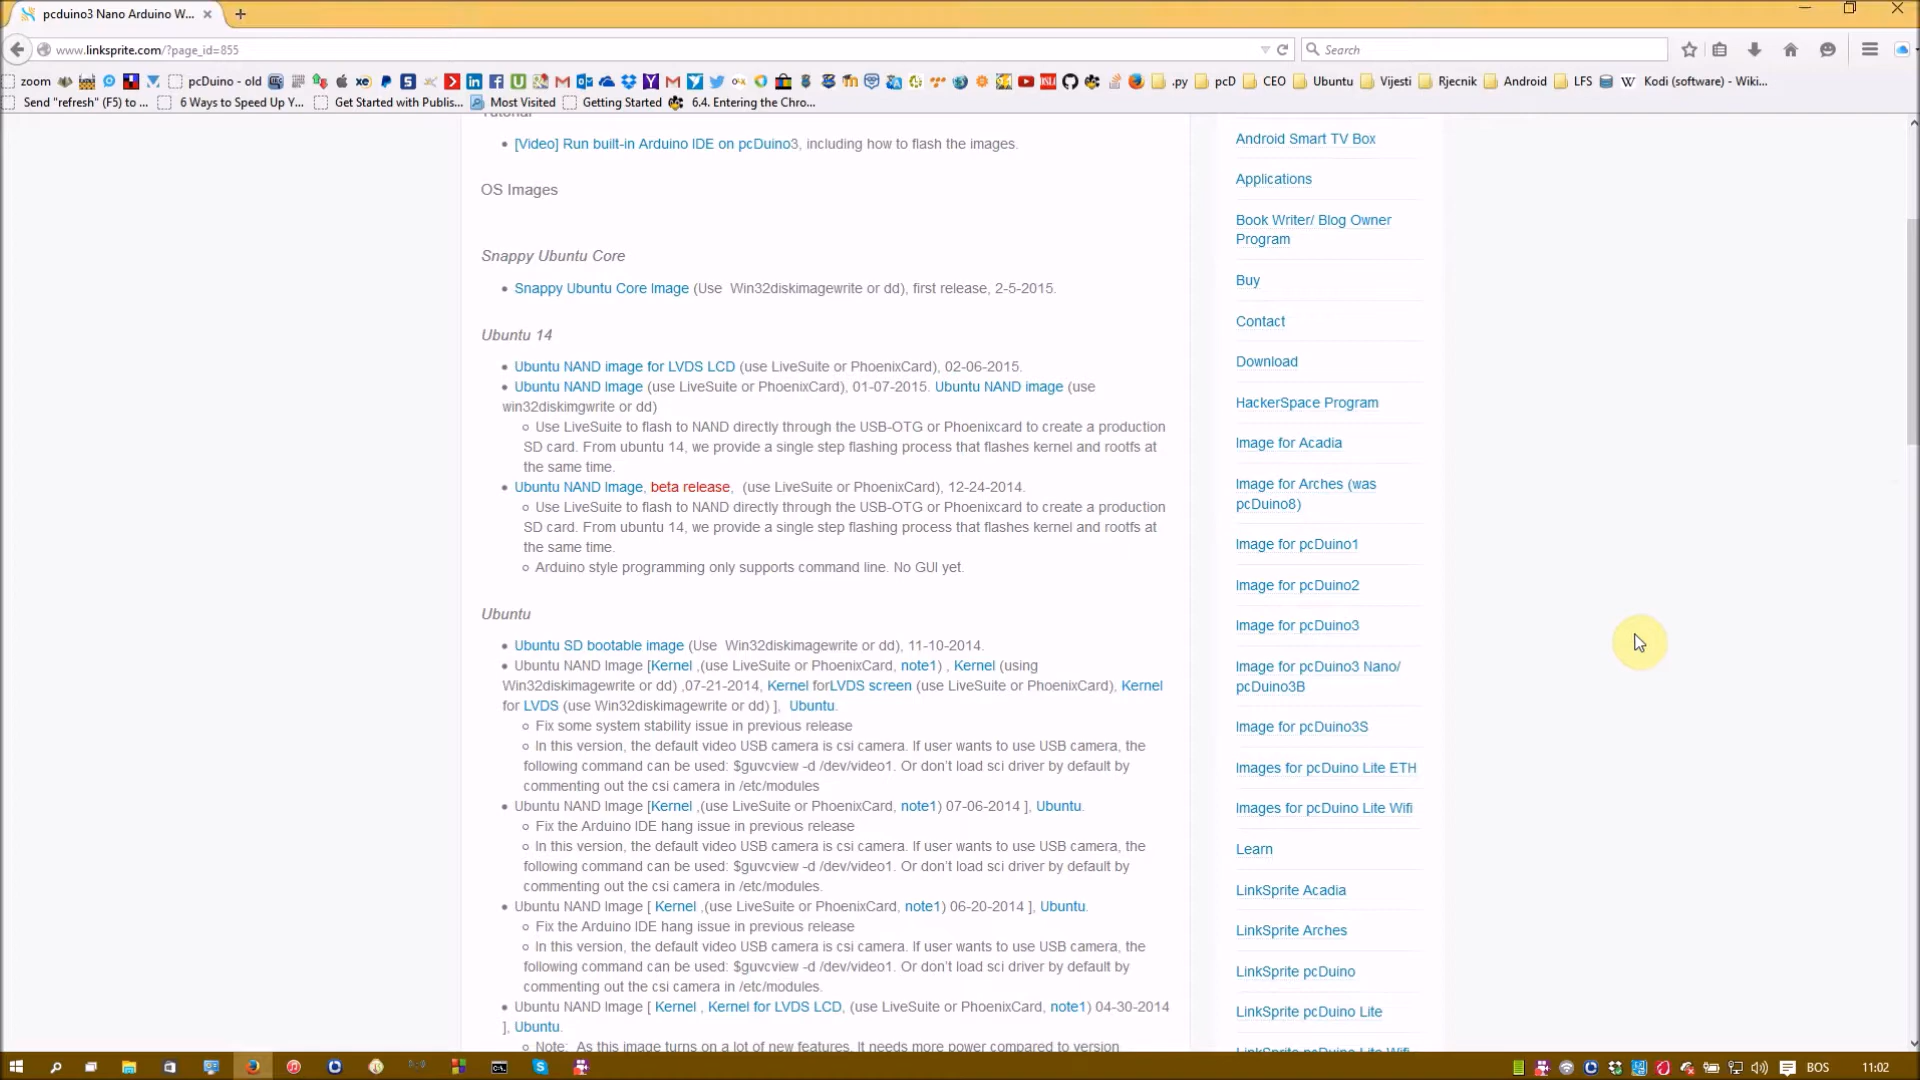 pcduino3 Nano Arduino W...
www.linksprite.com/?page_id=855
Search
zoom
pcDuino - old
.py
pcD
CEO
Ubuntu
Vijesti
Rjecnik
Android
LFS
Kodi (software) - Wiki...
Send "refresh" (F5) to ...
6 Ways to Speed Up Y...
Get Started with Publis...
Most Visited
Getting Started
6.4. Entering the Chro...
Tutorial
[Video] Run built-in Arduino IDE on pcDuino3, including how to flash the images.
OS Images
Snappy Ubuntu Core
Snappy Ubuntu Core Image (Use Win32diskimagewrite or dd), first release, 2-5-2015.
Ubuntu 14
Ubuntu NAND image for LVDS LCD (use LiveSuite or PhoenixCard), 02-06-2015.
Ubuntu NAND Image (use LiveSuite or PhoenixCard), 01-07-2015. Ubuntu NAND image (use
win32diskimgwrite or dd)
Use LiveSuite to flash to NAND directly through the USB-OTG or Phoenixcard to create a production
SD card. From ubuntu 14, we provide a single step flashing process that flashes kernel and rootfs at
the same time.
Ubuntu NAND Image, beta release, (use LiveSuite or PhoenixCard), 12-24-2014.
Use LiveSuite to flash to NAND directly through the USB-OTG or Phoenixcard to create a production
SD card. From ubuntu 14, we provide a single step flashing process that flashes kernel and rootfs at
the same time.
Arduino style programming only supports command line. No GUI yet.
Ubuntu
Ubuntu SD bootable image (Use Win32diskimagewrite or dd), 11-10-2014.
Ubuntu NAND Image [Kernel ,(use LiveSuite or PhoenixCard, note1) , Kernel (using
Win32diskimagewrite or dd) ,07-21-2014, Kernel forLVDS screen (use LiveSuite or PhoenixCard), Kernel
for LVDS (use Win32diskimagewrite or dd) ], Ubuntu.
Fix some system stability issue in previous release
In this version, the default video USB camera is csi camera. If user wants to use USB camera, the
following command can be used: $guvcview -d /dev/video1. Or don't load sci driver by default by
commenting out the csi camera in /etc/modules
Ubuntu NAND Image [Kernel ,(use LiveSuite or PhoenixCard, note1) 07-06-2014 ], Ubuntu.
Fix the Arduino IDE hang issue in previous release
In this version, the default video USB camera is csi camera. If user wants to use USB camera, the
following command can be used: $guvcview -d /dev/video1. Or don't load sci driver by default by
commenting out the csi camera in /etc/modules.
Ubuntu NAND Image [ Kernel ,(use LiveSuite or PhoenixCard, note1) 06-20-2014 ], Ubuntu.
Fix the Arduino IDE hang issue in previous release
In this version, the default video USB camera is csi camera. If user wants to use USB camera, the
following command can be used: $guvcview -d /dev/video1. Or don't load sci driver by default by
commenting out the csi camera in /etc/modules.
Ubuntu NAND Image [ Kernel , Kernel for LVDS LCD, (use LiveSuite or PhoenixCard, note1) 04-30-2014
], Ubuntu.
Note: As this image turns on a lot of new features. It needs more power compared to version
Android Smart TV Box
Applications
Book Writer/ Blog Owner
Program
Buy
Contact
Download
HackerSpace Program
Image for Acadia
Image for Arches (was
pcDuino8)
Image for pcDuino1
Image for pcDuino2
Image for pcDuino3
Image for pcDuino3 Nano/
pcDuino3B
Image for pcDuino3S
Images for pcDuino Lite ETH
Images for pcDuino Lite Wifi
Learn
LinkSprite Acadia
LinkSprite Arches
LinkSprite pcDuino
LinkSprite pcDuino Lite
LinkSprite pcDuino Lite Wifi
BOS
11:02